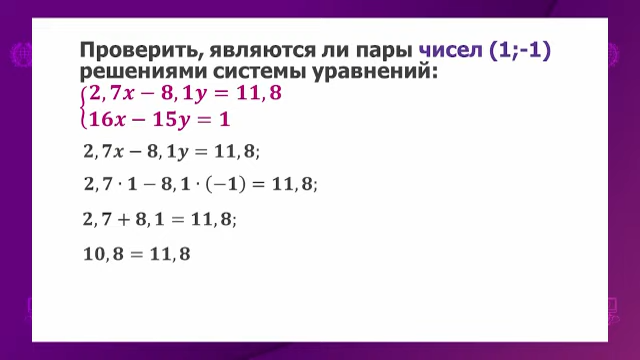 Проверить, являются ли пары чисел (1;-1)
решениями системы уравнений:
2,7x − 8,1y = 11,8
16x − 15y = 1
2,7x − 8,1y = 11,8;
2,7 · 1 − 8,1 · (−1) = 11,8;
2,7 + 8,1 = 11,8;
10,8 = 11,8